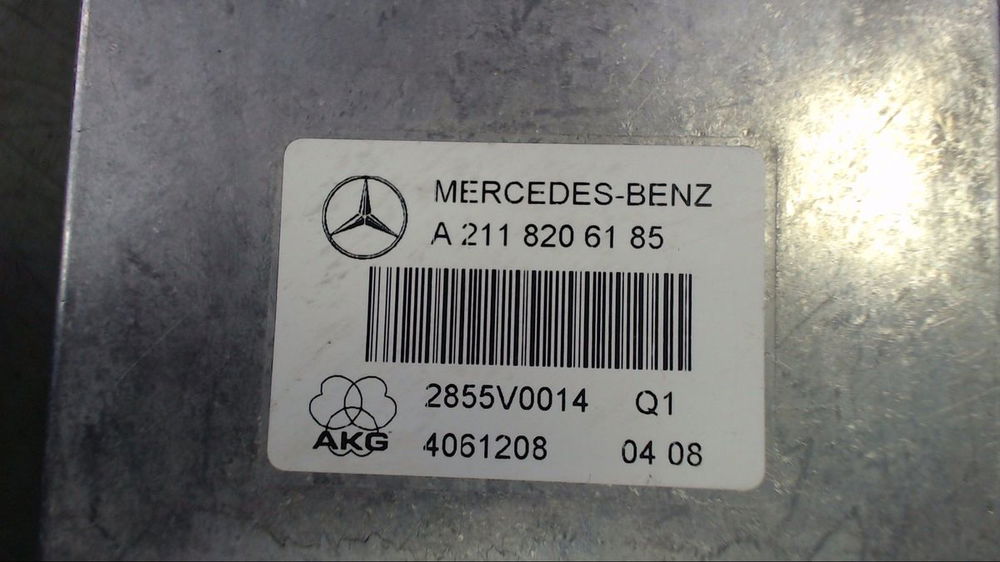 MERCEDES-BENZ
A 211 820 61 85
2855V0014 Q1
AKG 4061208 04 08